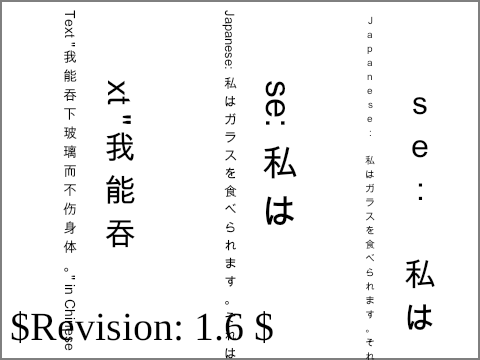 Text "我能吞下玻璃而不伤身体。" in Chinese
xt "我能吞
Japanese: 私はガラスを食べられます。それは
se: 私は
Japanese: 私はガラスを食べられます。それ
se: 私は
$Revision: 1.6 $